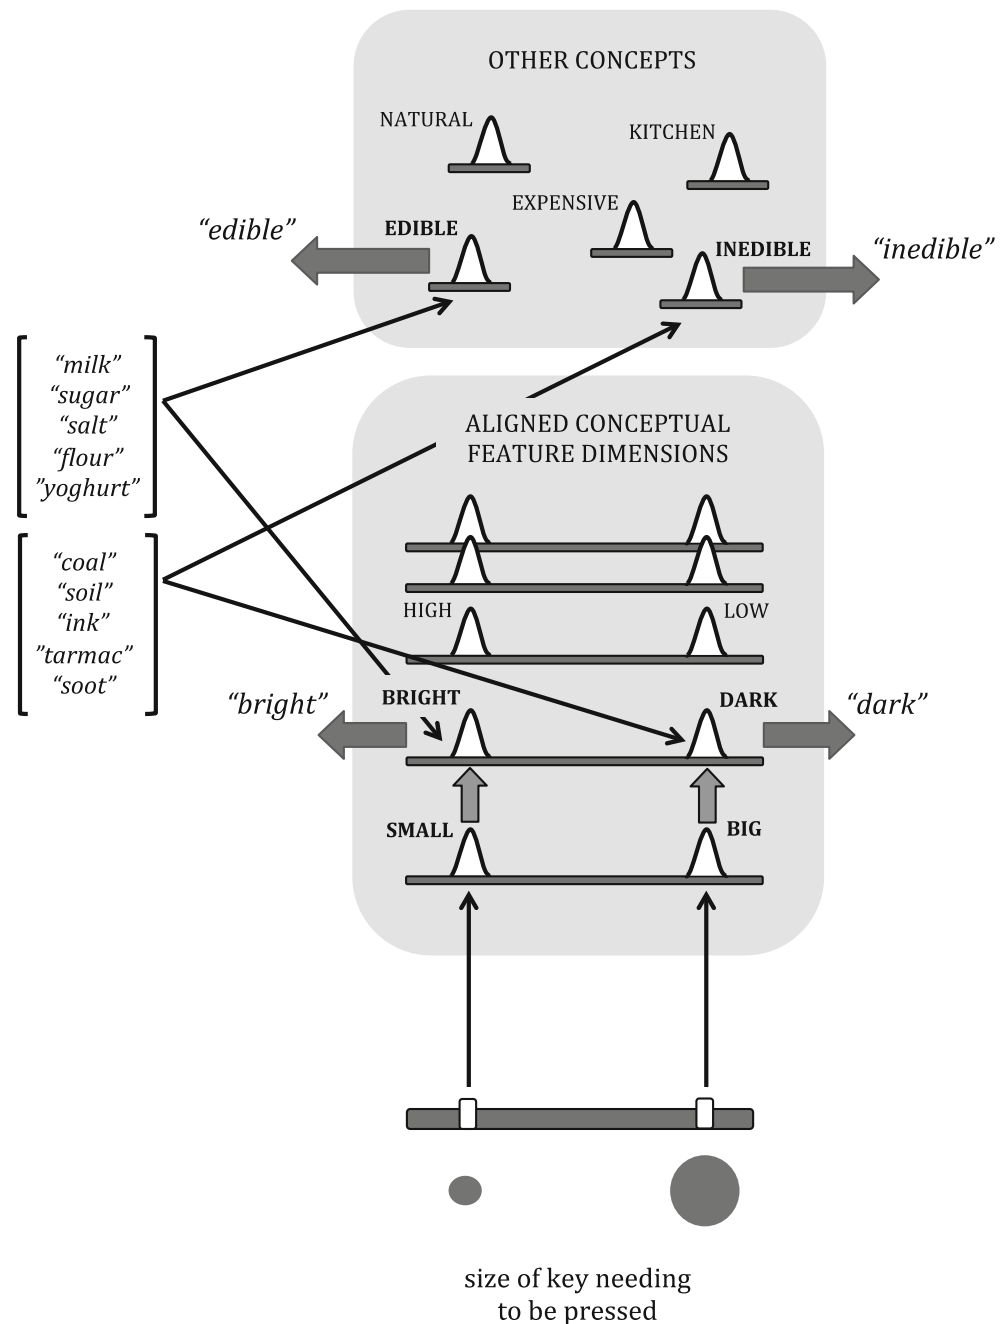 OTHER CONCEPTS
NATURAL
KITCHEN
EXPENSIVE
“edible”
EDIBLE
INEDIBLE
“inedible”
“milk”
“sugar”
“salt”
“flour”
”yoghurt”
ALIGNED CONCEPTUAL
FEATURE DIMENSIONS
“coal”
“soil”
“ink”
”tarmac”
“soot”
HIGH
LOW
“bright”
BRIGHT
DARK
“dark”
SMALL
BIG
size of key needing
to be pressed